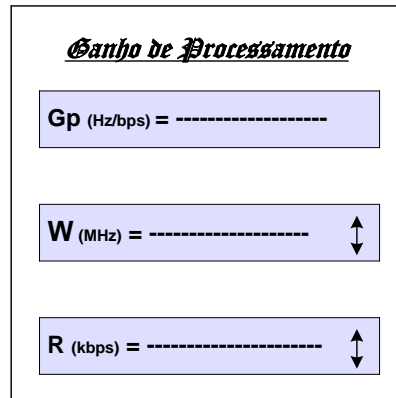 Ganho de Processamento
Gp (Hz/bps) = -------------------
W (MHz) = --------------------
R (kbps) = ----------------------